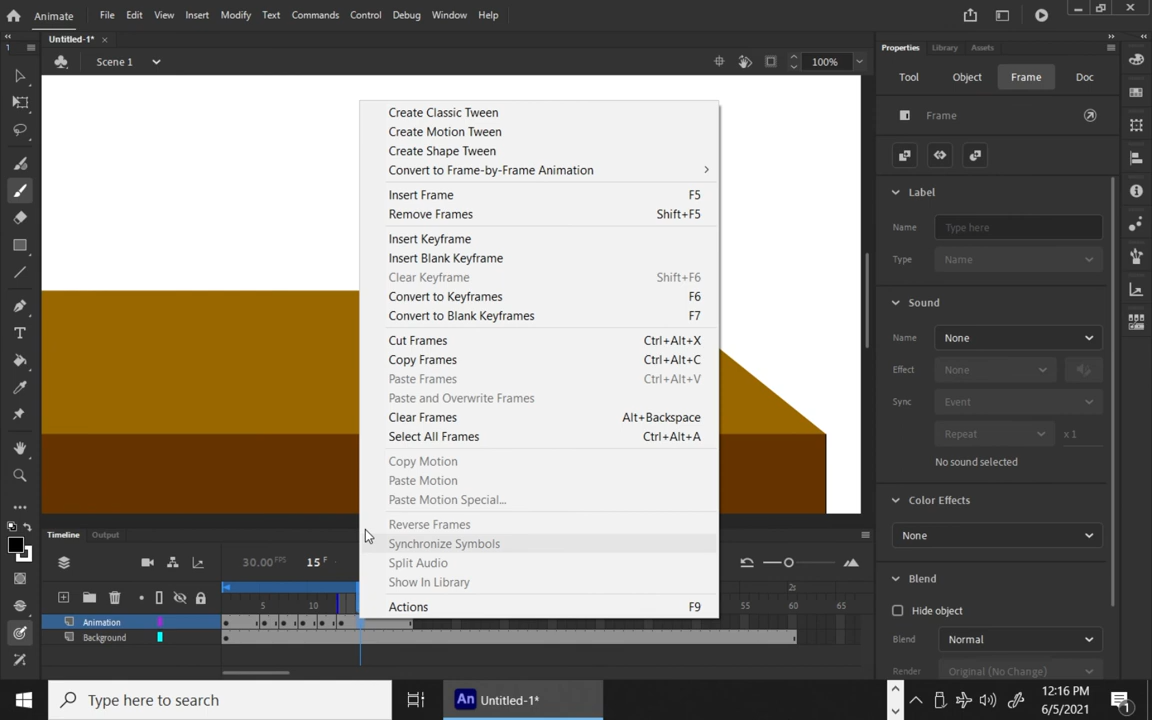 Animate File Edit View Insert Modify Text Commands Control Debug Window Help
Untitled-1* ×
Scene 1 100%
1
Properties Library Assets
Tool Object Frame Doc
Frame
Label
Name Type here
Type Name
Sound
Name None
Effect None
Sync Event
Repeat x 1
No sound selected
Color Effects
None
Blend
Hide object
Blend Normal
Render Original (No Change)
Create Classic Tween
Create Motion Tween
Create Shape Tween
Convert to Frame-by-Frame Animation
Insert Frame F5
Remove Frames Shift+F5
Insert Keyframe
Insert Blank Keyframe
Clear Keyframe Shift+F6
Convert to Keyframes F6
Convert to Blank Keyframes F7
Cut Frames Ctrl+Alt+X
Copy Frames Ctrl+Alt+C
Paste Frames Ctrl+Alt+V
Paste and Overwrite Frames
Clear Frames Alt+Backspace
Select All Frames Ctrl+Alt+A
Copy Motion
Paste Motion
Paste Motion Special...
Reverse Frames
Synchronize Symbols
Split Audio
Show In Library
Actions F9
Timeline Output
30.00 FPS 15 F
2s
5 10 55 60 65
Animation
Background
Type here to search
An Untitled-1*
12:16 PM
6/5/2021
1